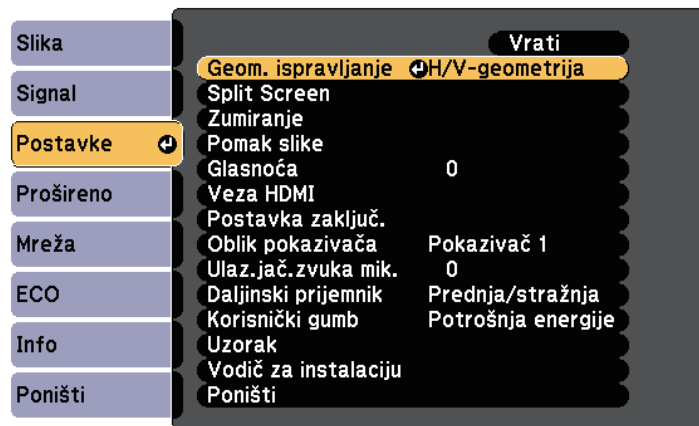 Slika
Signal
Postavke
Prošireno
Mreža
ECO
Info
Poništi
Vrati
Geom. ispravljanje H/V-geometrija
Split Screen
Zumiranje
Pomak slike
Glasnoća 0
Veza HDMI
Postavka zaključ.
Oblik pokazivača Pokazivač 1
Ulaz.jač.zvuka mik. 0
Daljinski prijemnik Prednja/stražnja
Korisnički gumb Potrošnja energije
Uzorak
Vodič za instalaciju
Poništi